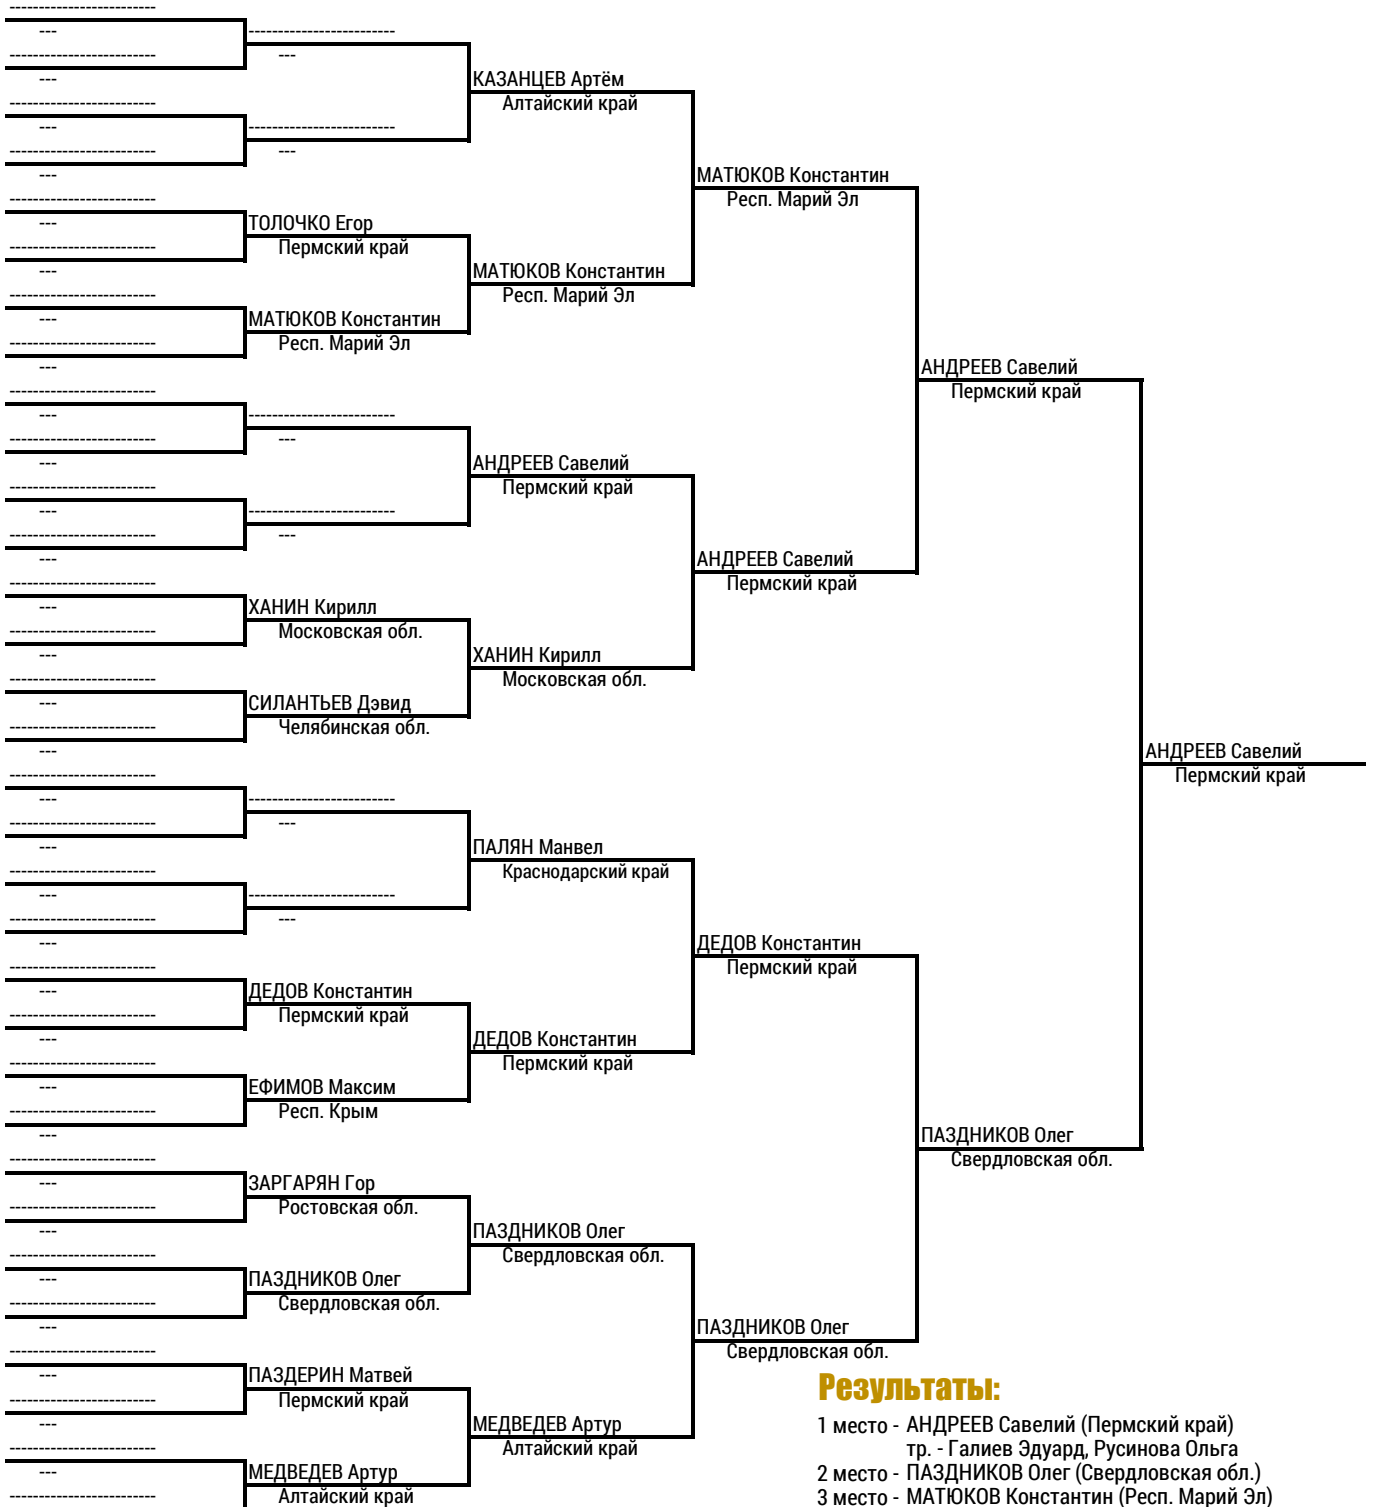 -------------------------
---
-------------------------
---
-------------------------
---
-------------------------
---
-------------------------
---
-------------------------
---
КАЗАНЦЕВ Артём
Алтайский край
-------------------------
---
-------------------------
---
МАТЮКОВ Константин
Респ. Марий Эл
-------------------------
---
ТОЛОЧКО Егор
Пермский край
-------------------------
---
МАТЮКОВ Константин
Респ. Марий Эл
-------------------------
---
МАТЮКОВ Константин
Респ. Марий Эл
-------------------------
---
АНДРЕЕВ Савелий
Пермский край
-------------------------
---
-------------------------
---
-------------------------
---
АНДРЕЕВ Савелий
Пермский край
-------------------------
---
-------------------------
---
-------------------------
---
АНДРЕЕВ Савелий
Пермский край
-------------------------
---
ХАНИН Кирилл
Московская обл.
-------------------------
---
ХАНИН Кирилл
Московская обл.
-------------------------
---
СИЛАНТЬЕВ Дэвид
Челябинская обл.
-------------------------
---
АНДРЕЕВ Савелий
Пермский край
-------------------------
---
-------------------------
---
-------------------------
---
ПАЛЯН Манвел
Краснодарский край
-------------------------
---
-------------------------
---
-------------------------
---
ДЕДОВ Константин
Пермский край
-------------------------
---
ДЕДОВ Константин
Пермский край
-------------------------
---
ДЕДОВ Константин
Пермский край
-------------------------
---
ЕФИМОВ Максим
Респ. Крым
-------------------------
---
ПАЗДНИКОВ Олег
Свердловская обл.
-------------------------
---
ЗАРГАРЯН Гор
Ростовская обл.
-------------------------
---
ПАЗДНИКОВ Олег
Свердловская обл.
-------------------------
---
ПАЗДНИКОВ Олег
Свердловская обл.
-------------------------
---
ПАЗДНИКОВ Олег
Свердловская обл.
-------------------------
---
ПАЗДЕРИН Матвей
Пермский край
-------------------------
---
МЕДВЕДЕВ Артур
Алтайский край
-------------------------
---
МЕДВЕДЕВ Артур
Алтайский край
-------------------------
Результаты:
1 место - АНДРЕЕВ Савелий (Пермский край)
тр. - Галиев Эдуард, Русинова Ольга
2 место - ПАЗДНИКОВ Олег (Свердловская обл.)
3 место - МАТЮКОВ Константин (Респ. Марий Эл)